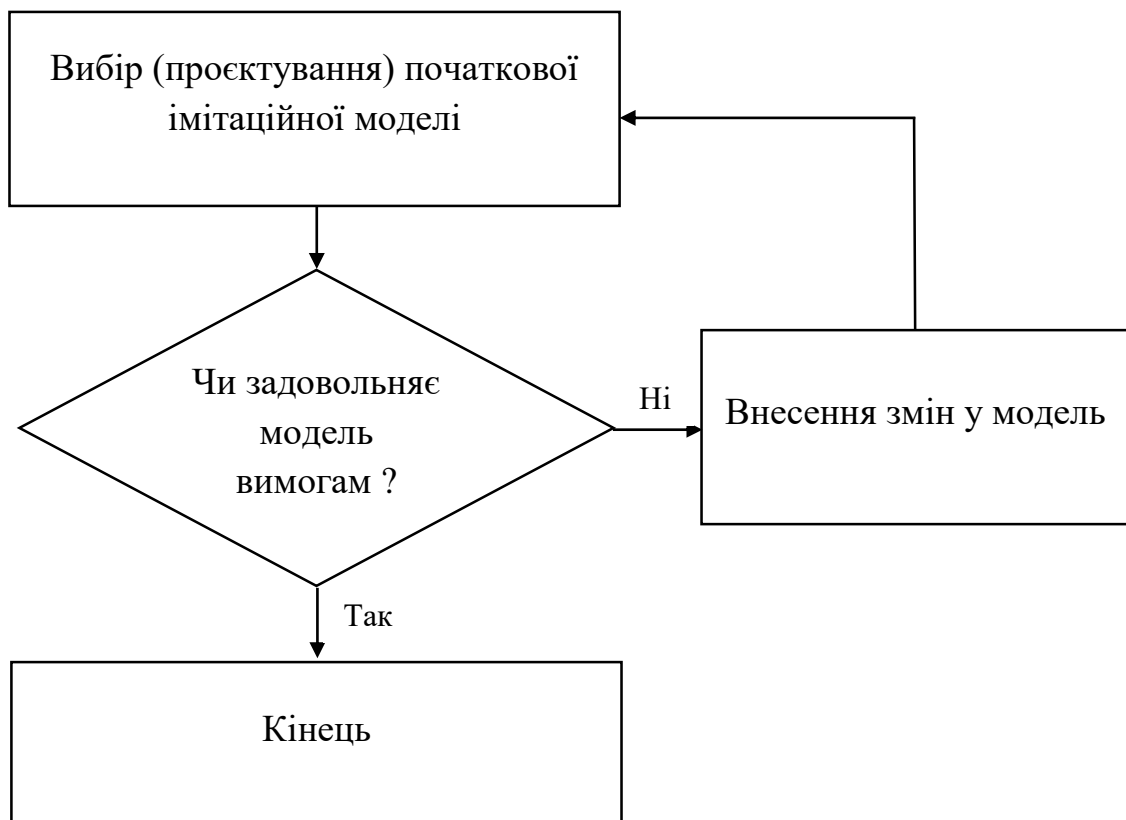 Вибір (проєктування) початкової
імітаційної моделі
Чи задовольняє
модель
вимогам ?
Ні
Внесення змін у модель
Так
Кінець